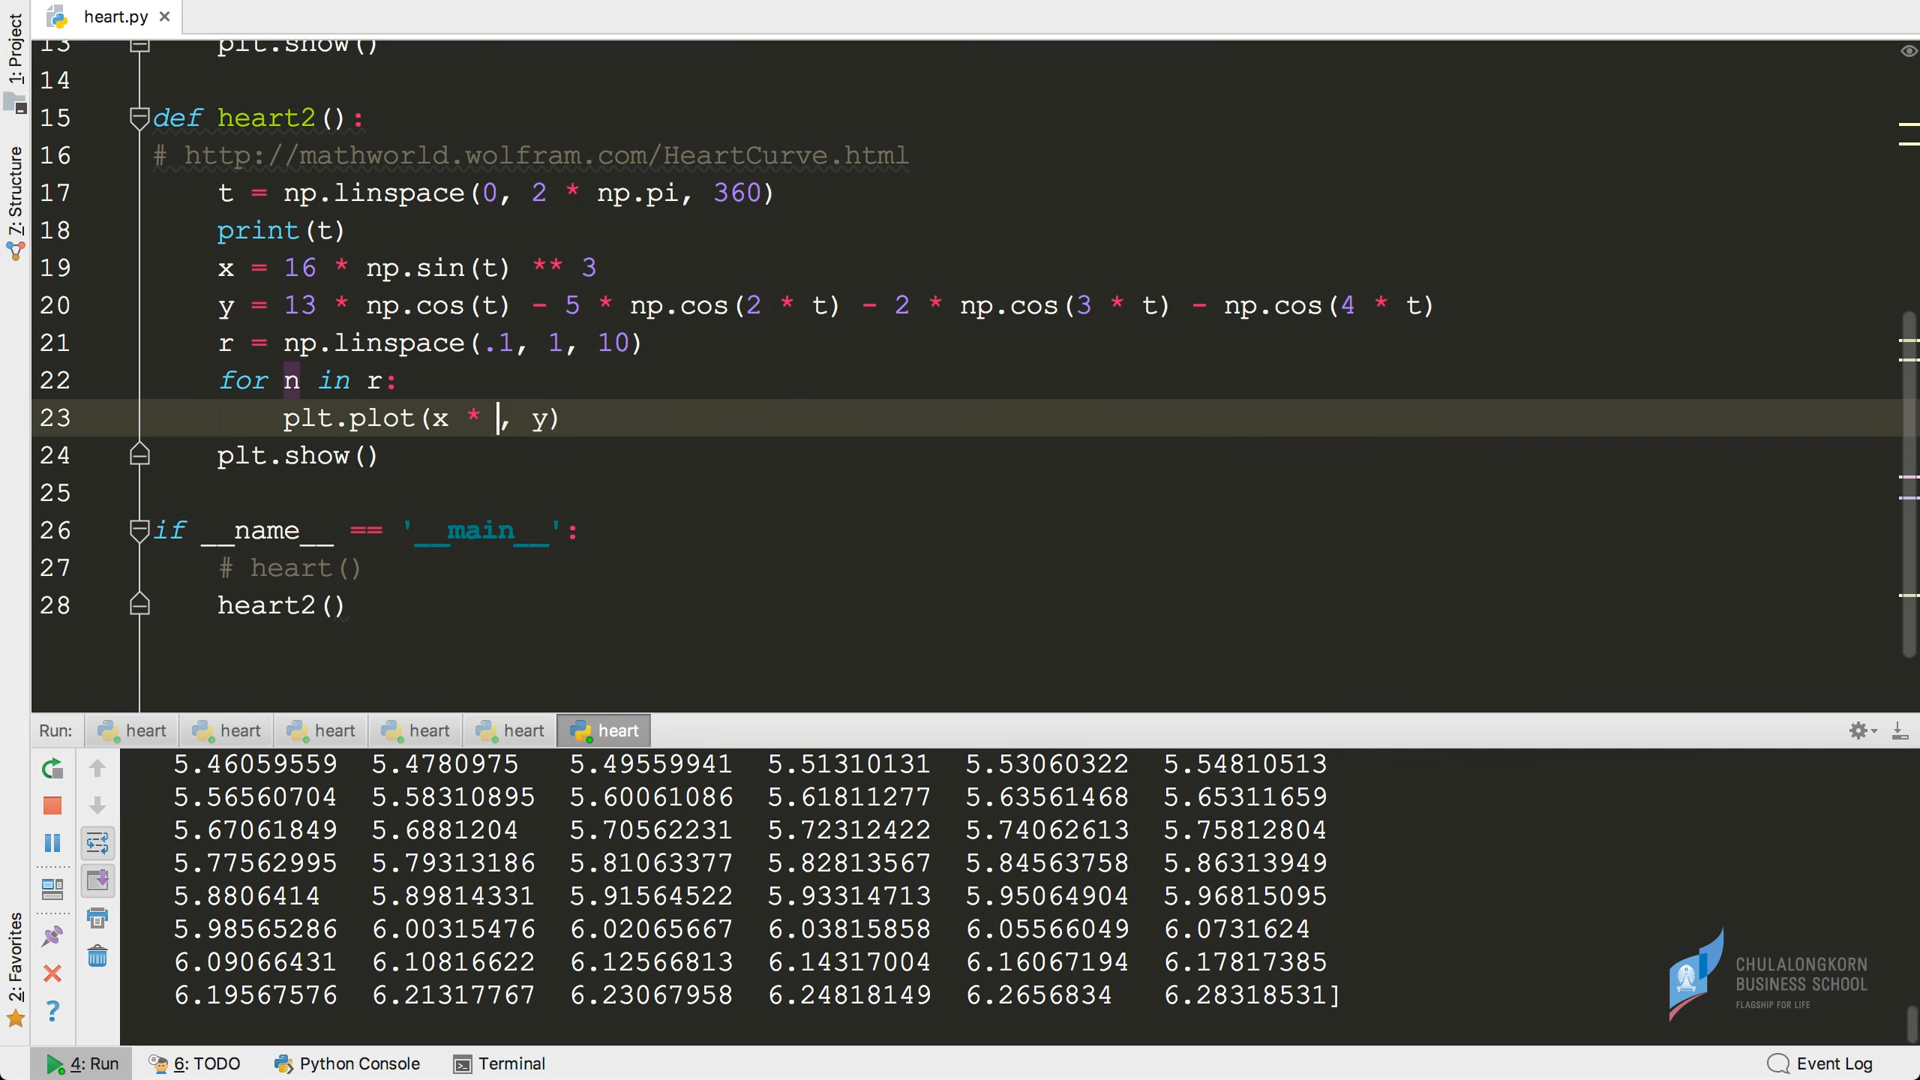 heart.py
1: Project
7: Structure
2: Favorites
13 plt.show()
14
15 def heart2():
16 # http://mathworld.wolfram.com/HeartCurve.html
17 t = np.linspace(0, 2 * np.pi, 360)
18 print(t)
19 x = 16 * np.sin(t) ** 3
20 y = 13 * np.cos(t) - 5 * np.cos(2 * t) - 2 * np.cos(3 * t) - np.cos(4 * t)
21 r = np.linspace(.1, 1, 10)
22 for n in r:
23 plt.plot(x * , y)
24 plt.show()
25
26 if __name__ == '__main__':
27 # heart()
28 heart2()
Run: heart heart heart heart heart heart
5.46059559 5.4780975 5.49559941 5.51310131 5.53060322 5.54810513
5.56560704 5.58310895 5.60061086 5.61811277 5.63561468 5.65311659
5.67061849 5.6881204 5.70562231 5.72312422 5.74062613 5.75812804
5.77562995 5.79313186 5.81063377 5.82813567 5.84563758 5.86313949
5.8806414 5.89814331 5.91564522 5.93314713 5.95064904 5.96815095
5.98565286 6.00315476 6.02065667 6.03815858 6.05566049 6.0731624
6.09066431 6.10816622 6.12566813 6.14317004 6.16067194 6.17817385
6.19567576 6.21317767 6.23067958 6.24818149 6.2656834 6.28318531]
CHULALONGKORN
BUSINESS SCHOOL
FLAGSHIP FOR LIFE
4: Run 6: TODO Python Console Terminal Event Log